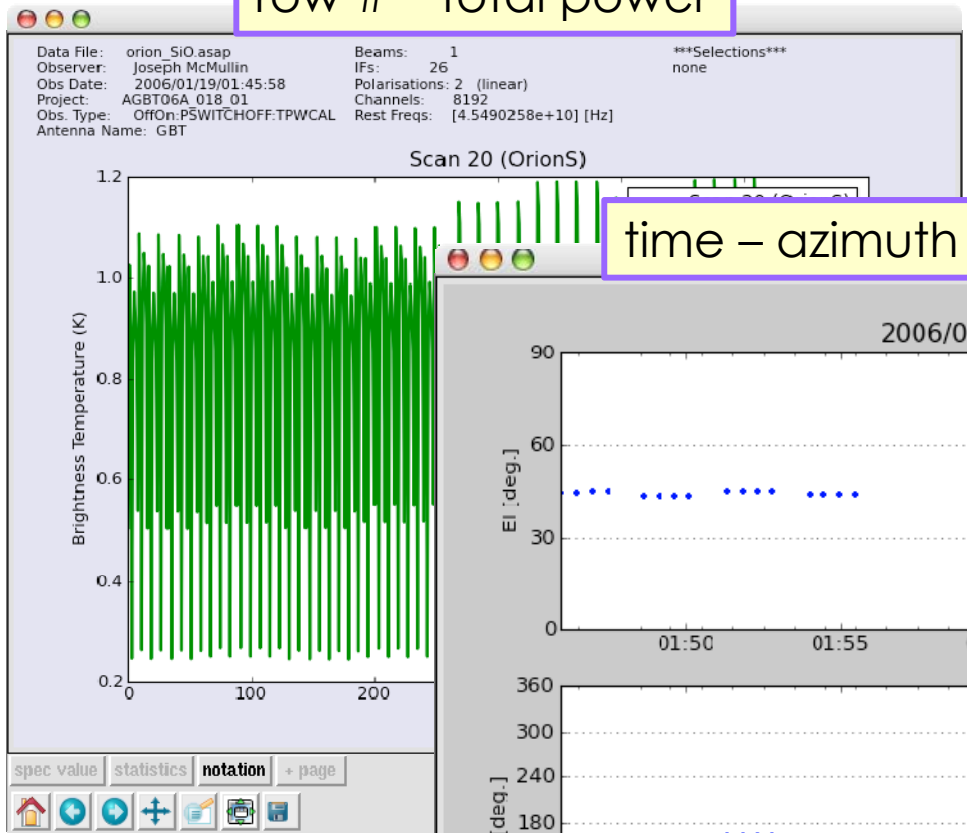 row # – total power
Data File: orion_SiO.asap
Observer: Joseph McMullin
Obs Date: 2006/01/19/01:45:58
Project: AGBT06A_018_01
Obs. Type: OffOn:PSWITCHOFF:TPWCAL
Antenna Name: GBT
Beams: 1
IFs: 26
Polarisations: 2 (linear)
Channels: 8192
Rest Freqs: [4.5490258e+10] [Hz]
***Selections***
none
Scan 20 (OrionS)
1.2
1.0
0.8
0.6
0.4
0.2
Brightness Temperature (K)
0
100
200
time – azimuth
2006/0
90
60
30
0
El [deg.]
01:50
01:55
360
300
240
180
[deg.]
spec value
statistics
notation
+ page